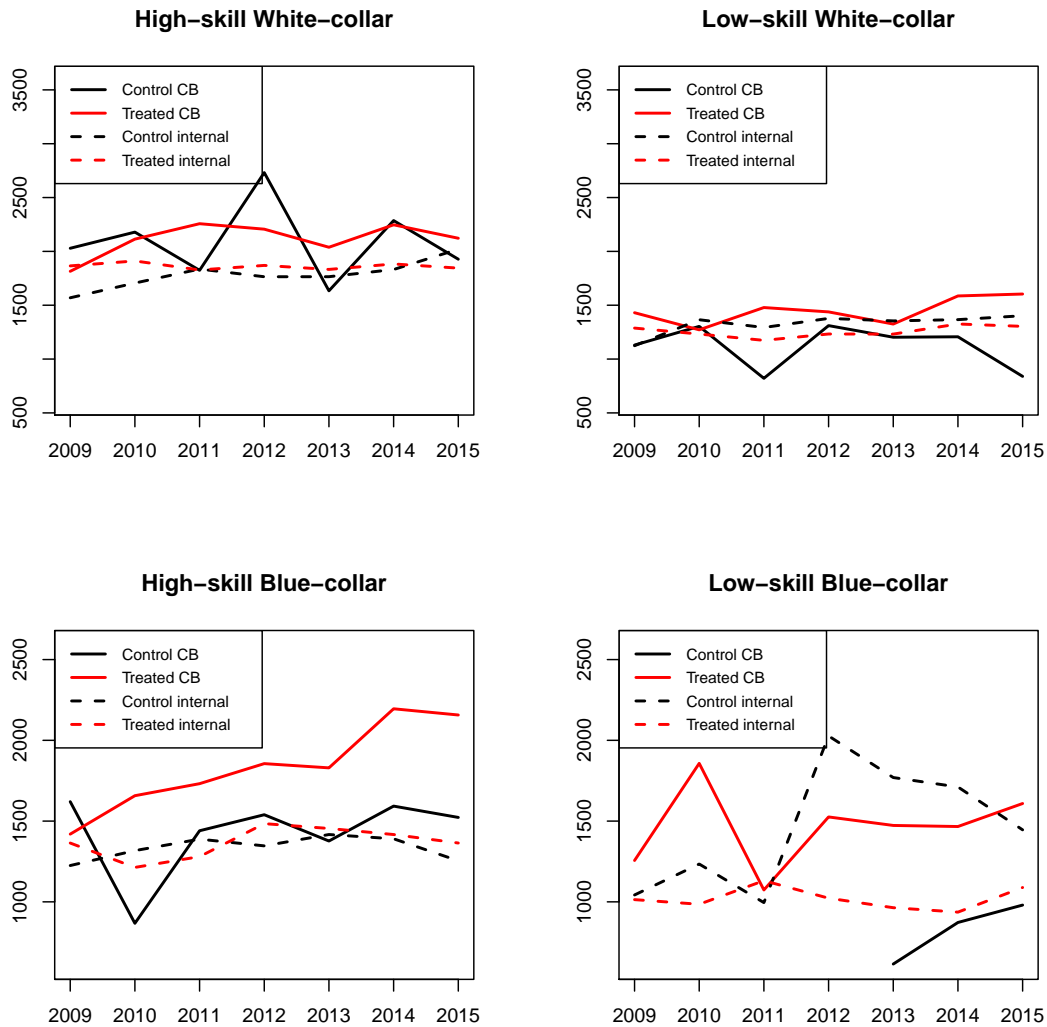 High−skill White−collar
Control CB
Treated CB
Control internal
Treated internal
3500
2500
1500
500
2009 2010 2011 2012 2013 2014 2015
Low−skill White−collar
Control CB
Treated CB
Control internal
Treated internal
3500
2500
1500
500
2009 2010 2011 2012 2013 2014 2015
High−skill Blue−collar
Control CB
Treated CB
Control internal
Treated internal
2500
2000
1500
1000
2009 2010 2011 2012 2013 2014 2015
Low−skill Blue−collar
Control CB
Treated CB
Control internal
Treated internal
2500
2000
1500
1000
2009 2010 2011 2012 2013 2014 2015